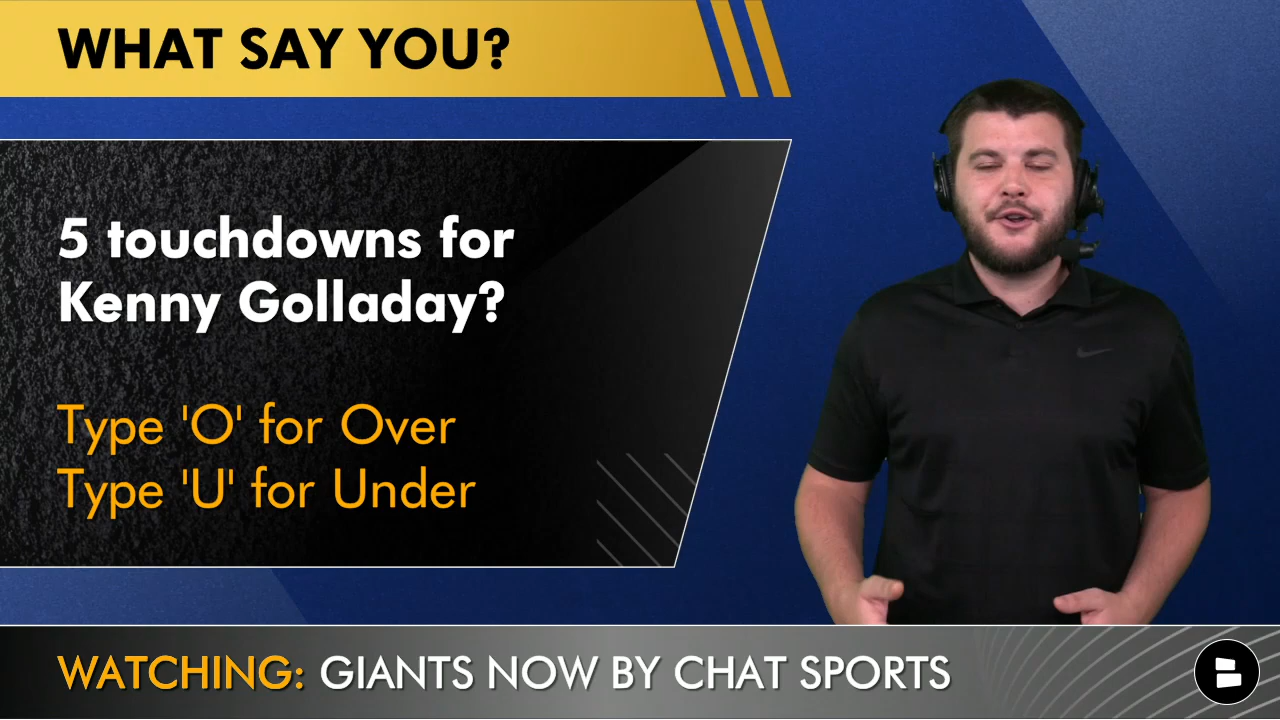 WHAT SAY YOU?
5 touchdowns for
Kenny Golladay?
Type 'O' for Over
Type 'U' for Under
WATCHING: GIANTS NOW BY CHAT SPORTS